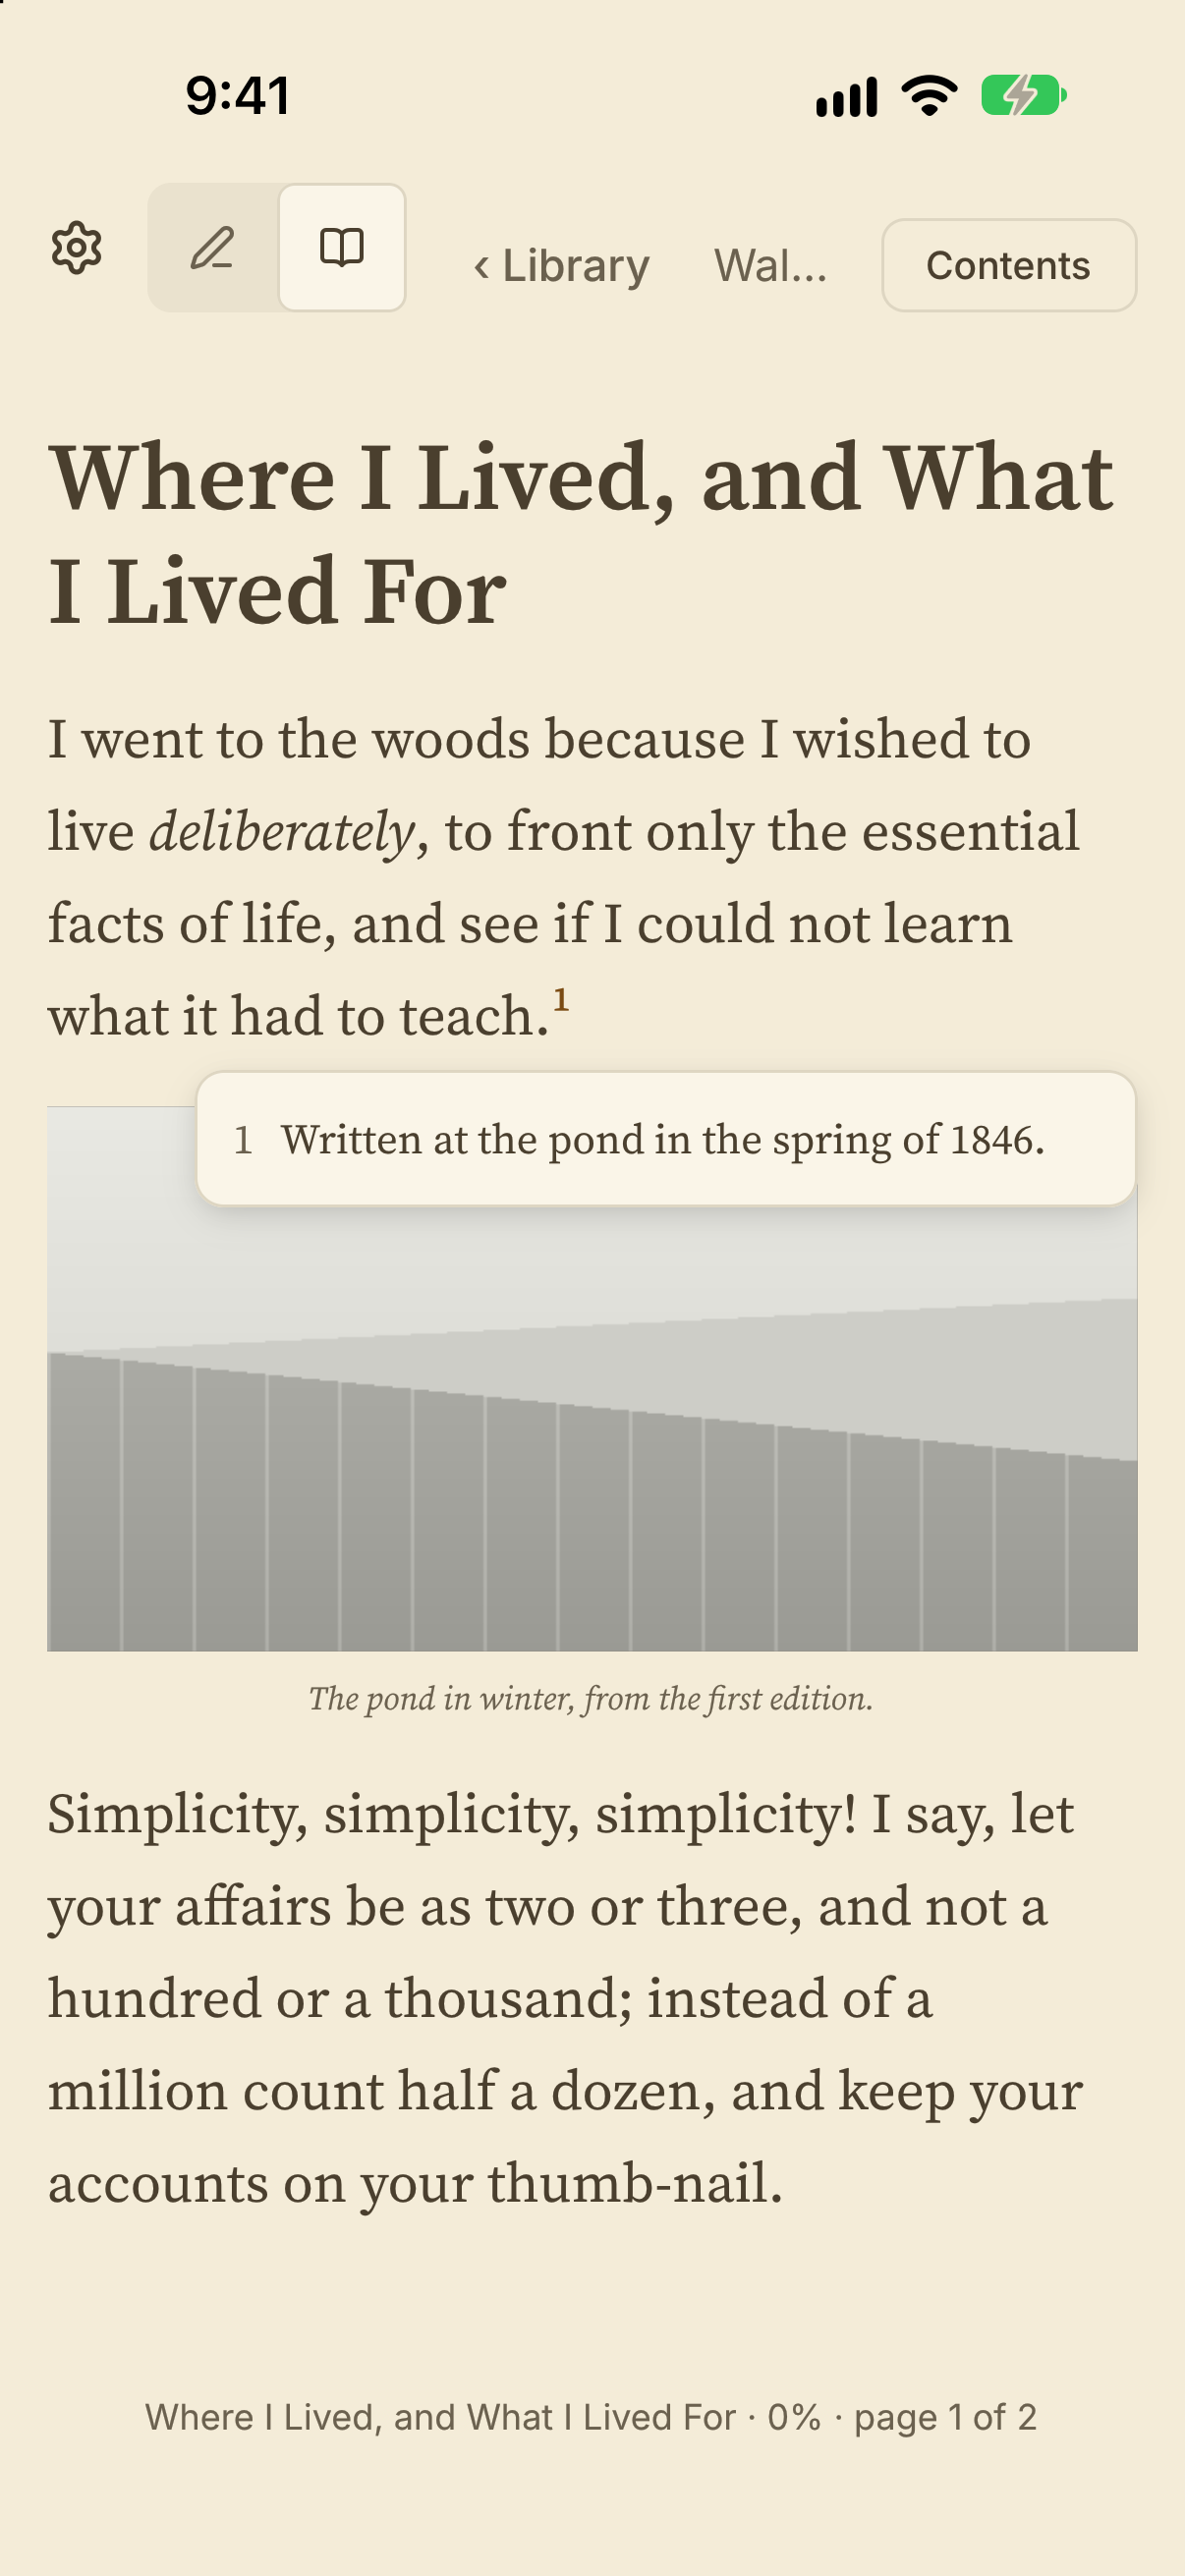 9:41
‹ Library Wal... Contents
Where I Lived, and What
I Lived For
I went to the woods because I wished to
live deliberately, to front only the essential
facts of life, and see if I could not learn
what it had to teach.1
1 Written at the pond in the spring of 1846.
The pond in winter, from the first edition.
Simplicity, simplicity, simplicity! I say, let
your affairs be as two or three, and not a
hundred or a thousand; instead of a
million count half a dozen, and keep your
accounts on your thumb-nail.
Where I Lived, and What I Lived For · 0% · page 1 of 2